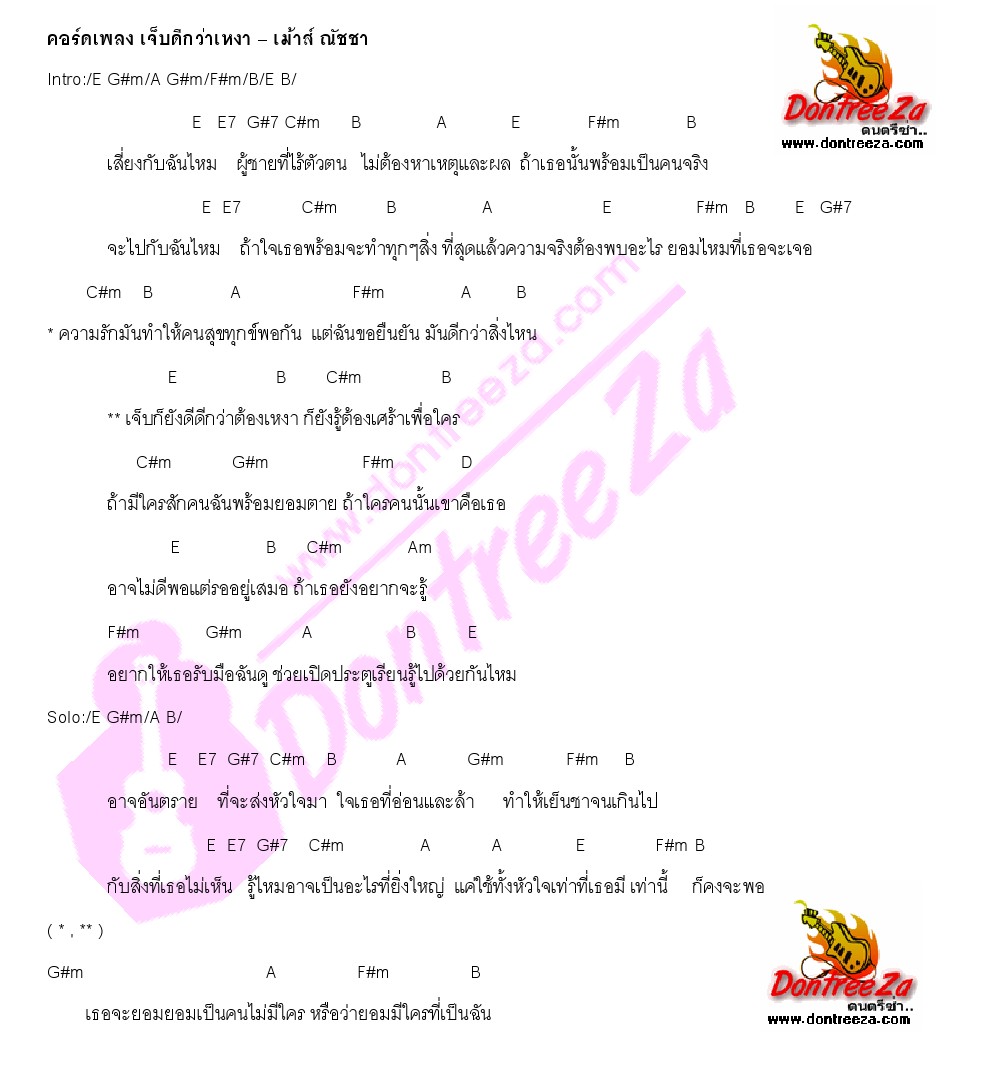 คอร์ดเพลง เจ็บดีกว่าเหงา – เม้าส์ ณัชชา
DontreeZa
ดนตรีซ่า..
www.dontreeza.com
Intro:/E G#m/A G#m/F#m/B/E B/
E E7 G#7 C#m B A E F#m B
เสี่ยงกับฉันไหม ผู้ชายที่ไร้ตัวตน ไม่ต้องหาเหตุและผล ถ้าเธอนั้นพร้อมเป็นคนจริง
E E7 C#m B A E F#m B E G#7
จะไปกับฉันไหม ถ้าใจเธอพร้อมจะทำทุกๆสิ่ง ที่สุดแล้วความจริงต้องพบอะไร ยอมไหมที่เธอจะเจอ
C#m B A F#m A B
* ความรักมันทำให้คนสุขทุกข์พอกัน แต่ฉันขอยืนยัน มันดีกว่าสิ่งไหน
E B C#m B
** เจ็บก็ยังดีดีกว่าต้องเหงา ก็ยังรู้ต้องเศร้าเพื่อใคร
C#m G#m F#m D
ถ้ามีใครสักคนฉันพร้อมยอมตาย ถ้าใครคนนั้นเขาคือเธอ
E B C#m Am
อาจไม่ดีพอแต่รออยู่เสมอ ถ้าเธอยังอยากจะรู้
F#m G#m A B E
อยากให้เธอรับมือฉันดู ช่วยเปิดประตูเรียนรู้ไปด้วยกันไหม
Solo:/E G#m/A B/
E E7 G#7 C#m B A G#m F#m B
อาจอันตราย ที่จะส่งหัวใจมา ใจเธอที่อ่อนและล้า ทำให้เย็นชาจนเกินไป
E E7 G#7 C#m A A E F#m B
กับสิ่งที่เธอไม่เห็น รู้ไหมอาจเป็นอะไรที่ยิ่งใหญ่ แค่ใช้ทั้งหัวใจเท่าที่เธอมี เท่านี้ ก็คงจะพอ
( * , ** )
G#m A F#m B
เธอจะยอมยอมเป็นคนไม่มีใคร หรือว่ายอมมีใครที่เป็นฉัน
DontreeZa
ดนตรีซ่า..
www.dontreeza.com
www.dontreeza.com
DontreeZa